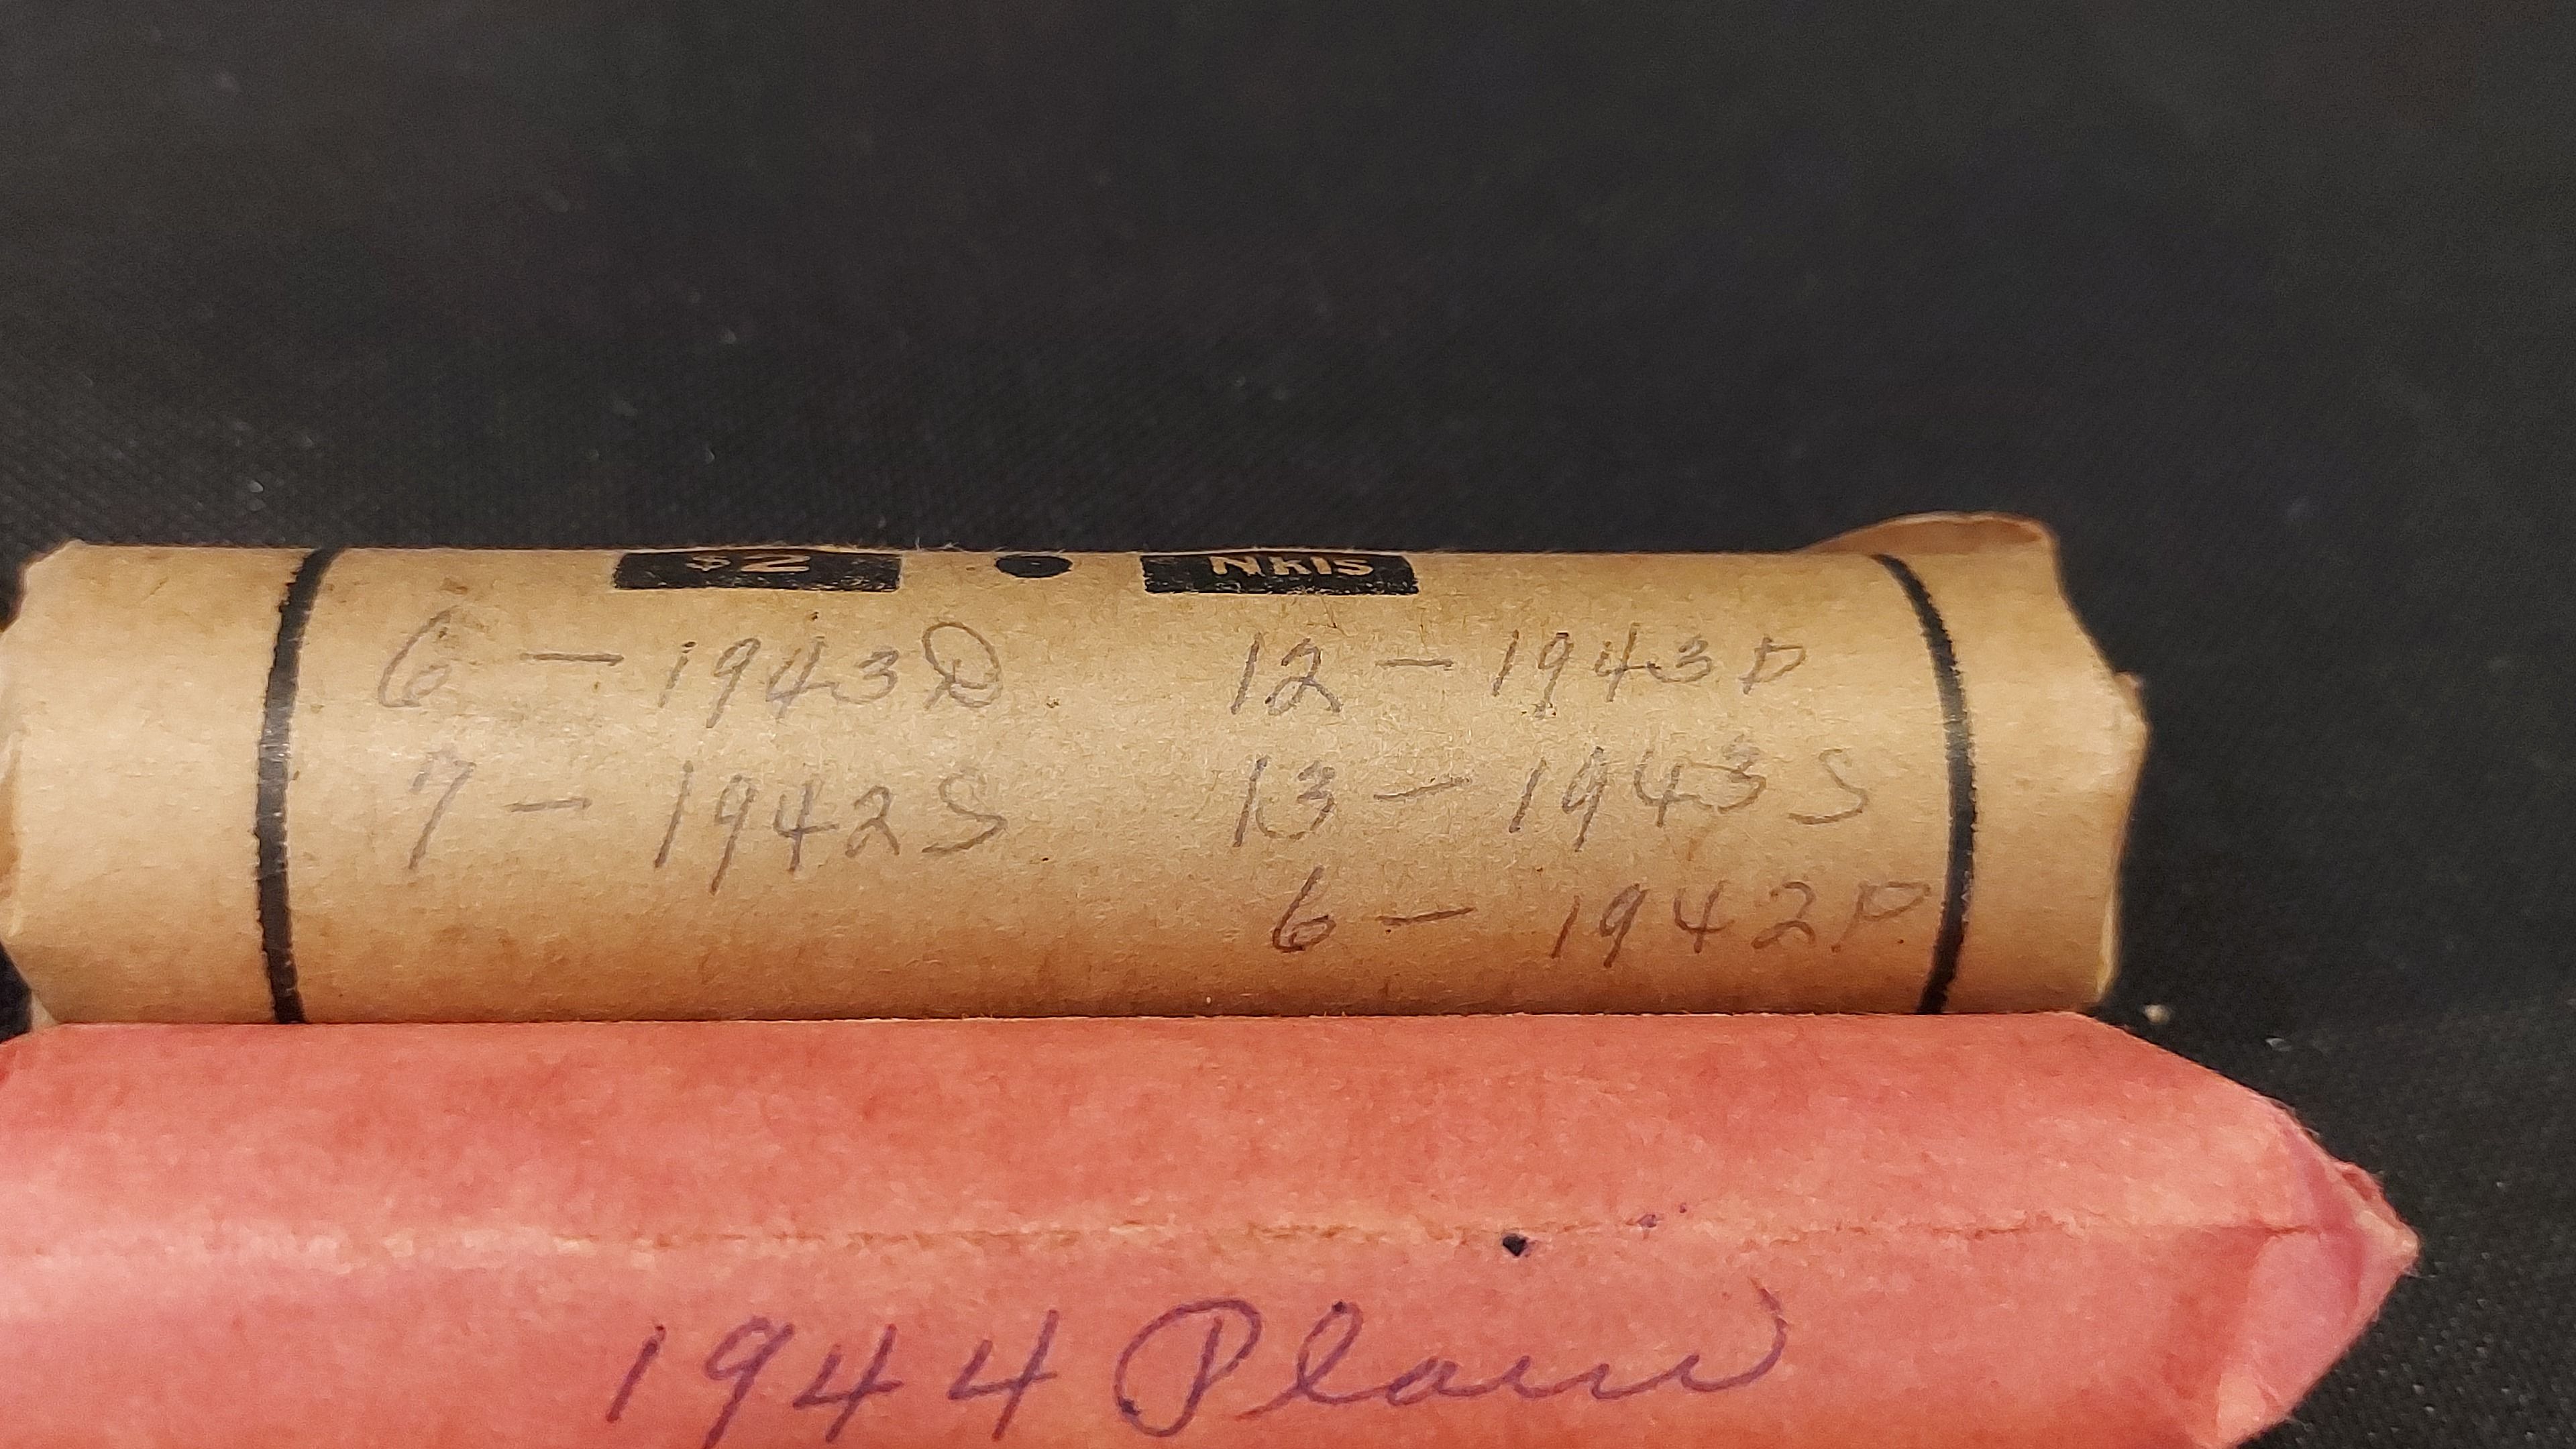 $2 • Nkls
6 — 1943D
7 — 1942S
12 — 1943P
13 — 1943S
6 — 1942P
1944 Plain